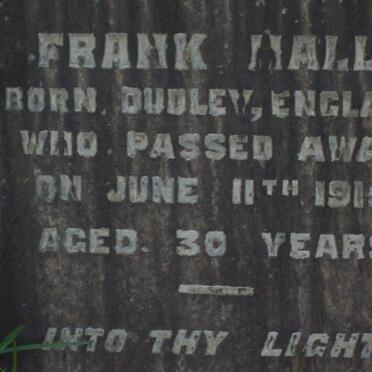 FRANK HALL
BORN DUDLEY, ENGLA
WHO PASSED AWA
ON JUNE 11TH 191
AGED 30 YEARS
INTO THY LIGHT